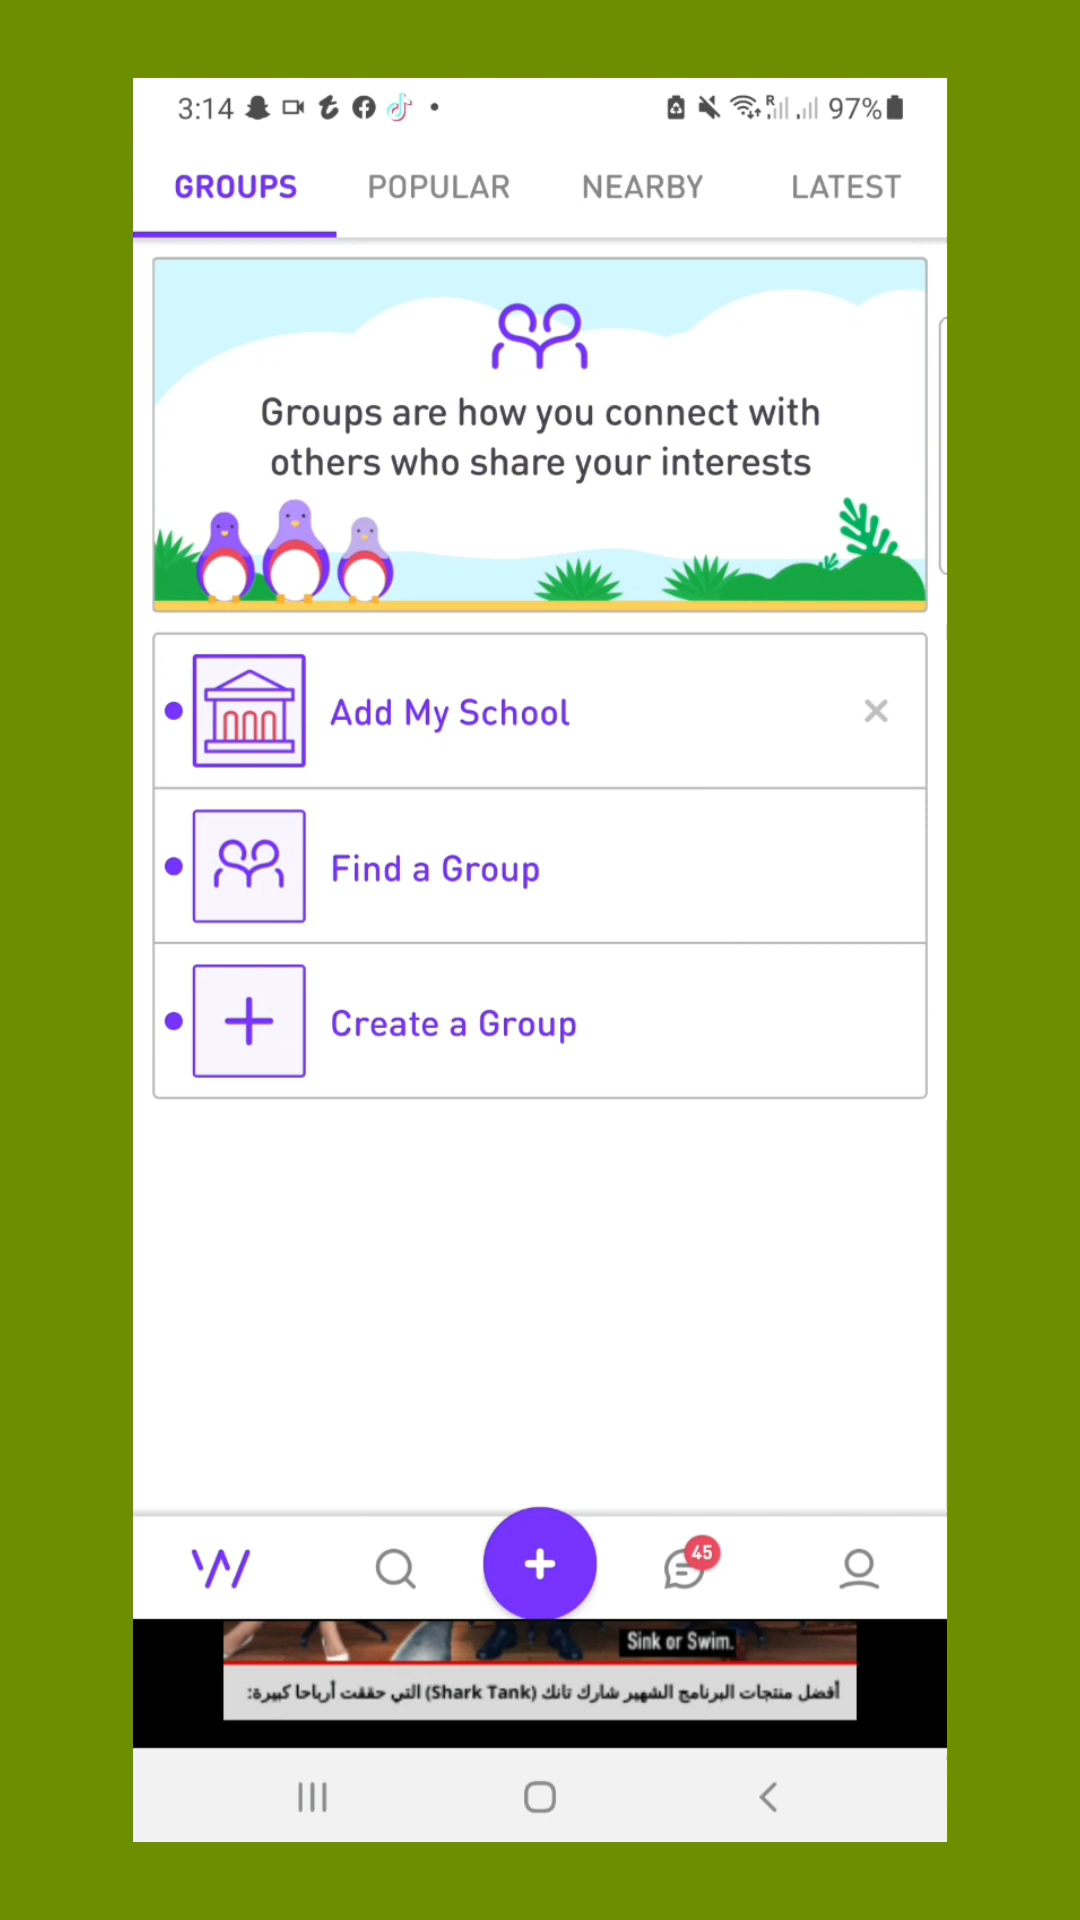 3:14
R
97%
GROUPS
POPULAR
NEARBY
LATEST
Groups are how you connect with
others who share your interests
Add My School
Find a Group
Create a Group
45
Sink or Swim.
أفضل منتجات البرنامج الشهير شارك تانك (Shark Tank) التي حققت أرباحا كبيرة: